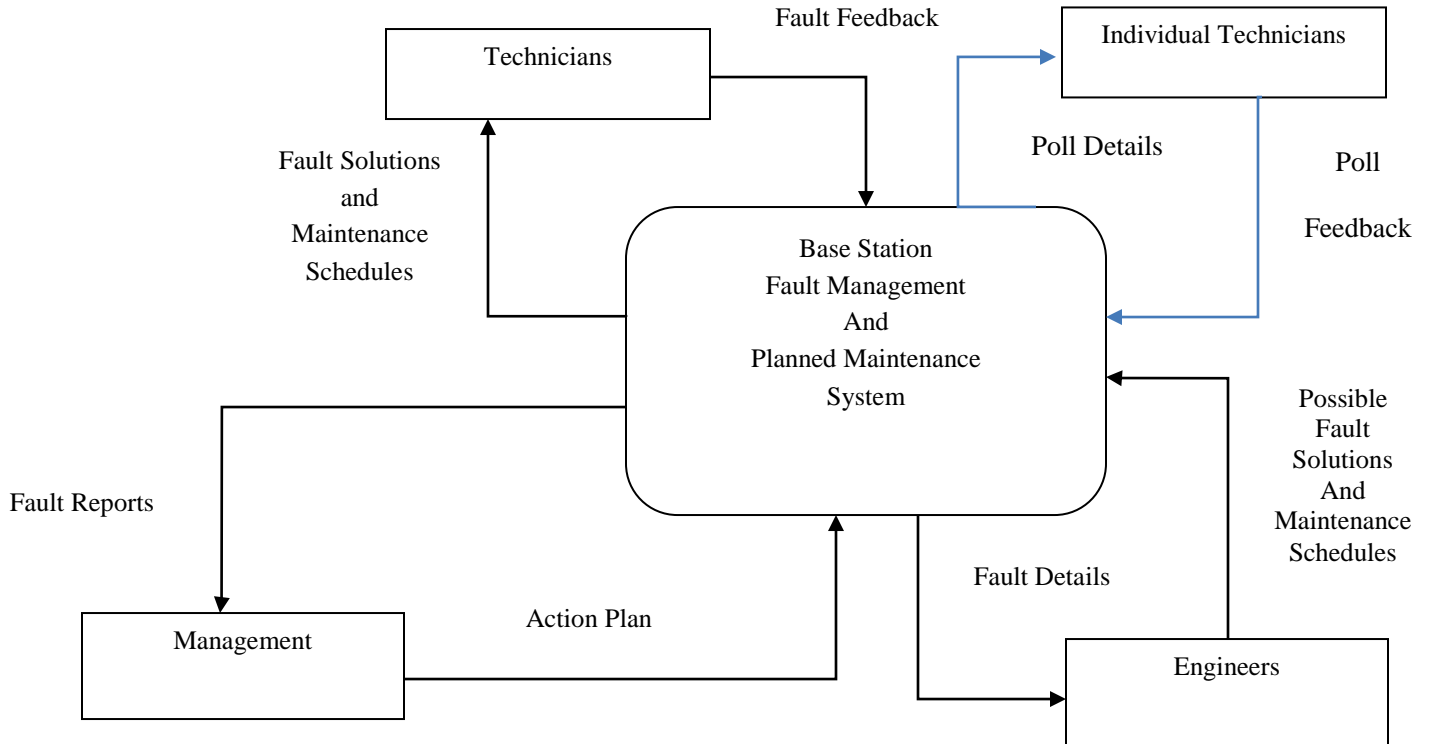 Fault Feedback
Technicians
Individual Technicians
Fault Solutions
and
Maintenance
Schedules
Poll Details
Poll
Feedback
Base Station
Fault Management
And
Planned Maintenance
System
Possible
Fault
Solutions
And
Maintenance
Schedules
Fault Reports
Fault Details
Action Plan
Management
Engineers